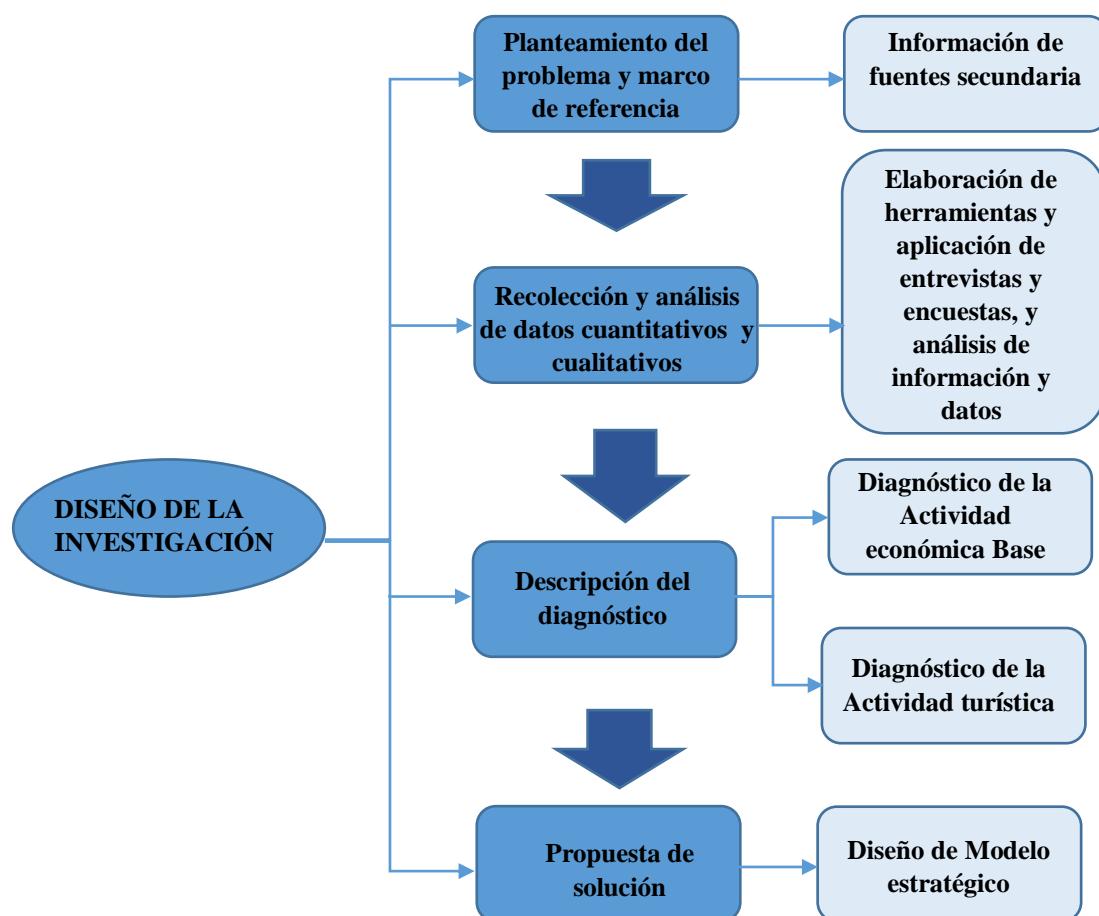 Planteamiento del
problema y marco
de referencia
Información de
fuentes secundaria
Recolección y análisis
de datos cuantitativos y
cualitativos
Elaboración de
herramientas y
aplicación de
entrevistas y
encuestas, y
análisis de
información y
datos
DISEÑO DE LA
INVESTIGACIÓN
Descripción del
diagnóstico
Diagnóstico de la
Actividad
económica Base
Diagnóstico de la
Actividad turística
Propuesta de
solución
Diseño de Modelo
estratégico